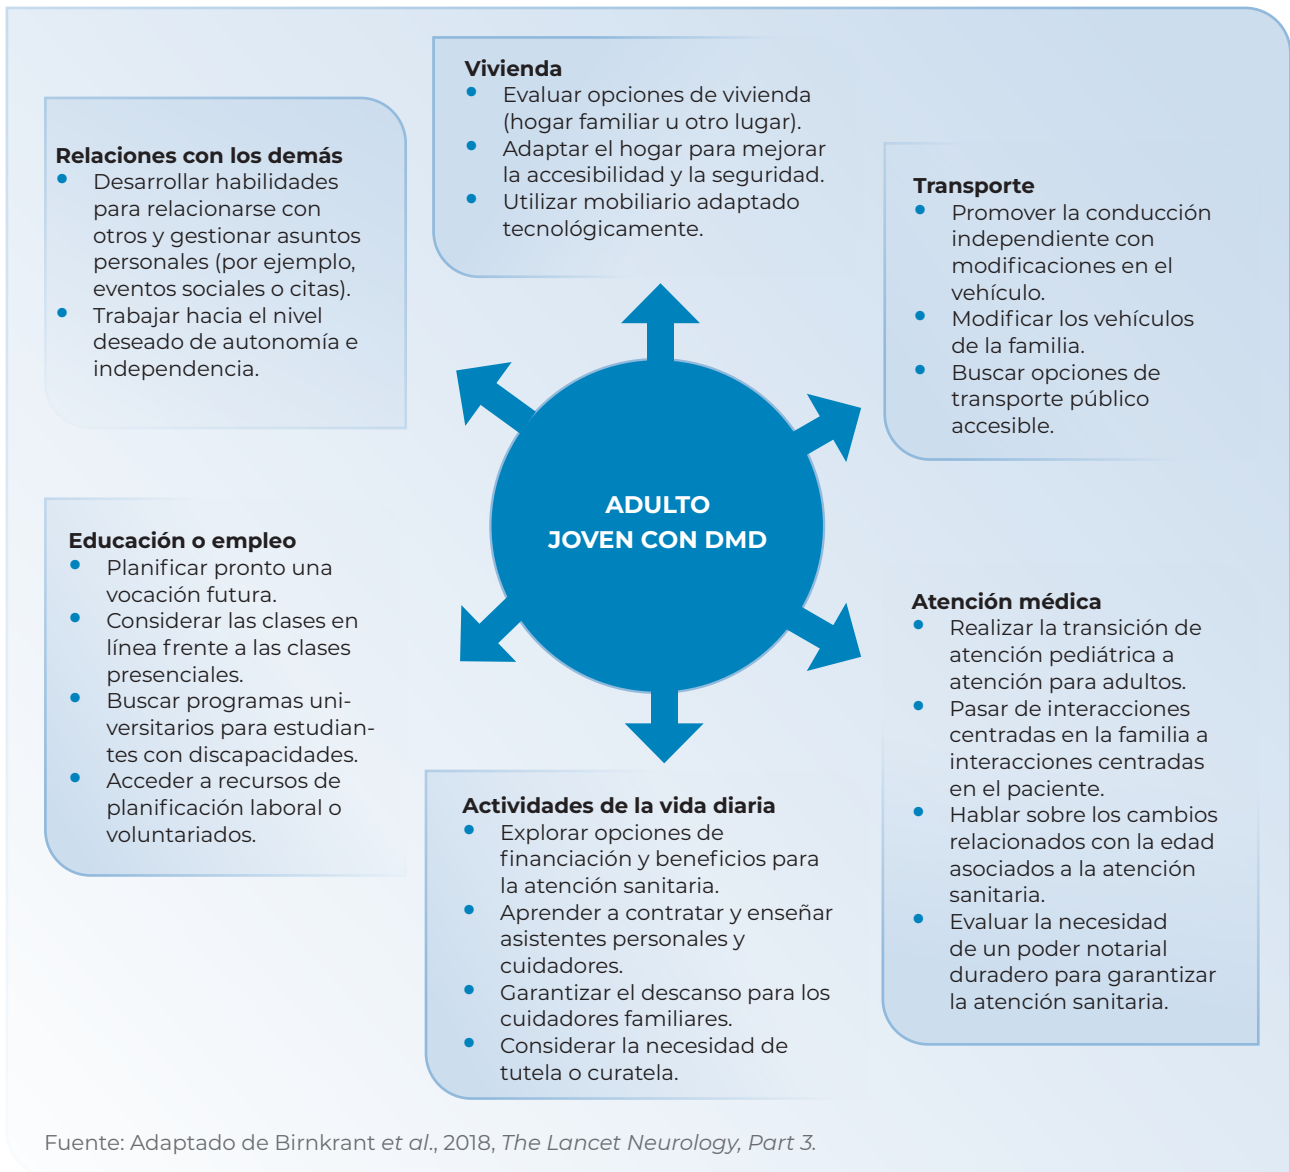 Vivienda
• Evaluar opciones de vivienda
(hogar familiar u otro lugar).
• Adaptar el hogar para mejorar
la accesibilidad y la seguridad.
• Utilizar mobiliario adaptado
tecnológicamente.
Relaciones con los demás
• Desarrollar habilidades
para relacionarse con
otros y gestionar asuntos
personales (por ejemplo,
eventos sociales o citas).
• Trabajar hacia el nivel
deseado de autonomía e
independencia.
Transporte
• Promover la conducción
independiente con
modificaciones en el
vehículo.
• Modificar los vehículos
de la familia.
• Buscar opciones de
transporte público
accesible.
ADULTO
JOVEN CON DMD
Educación o empleo
• Planificar pronto una
vocación futura.
• Considerar las clases en
línea frente a las clases
presenciales.
• Buscar programas uni-
versitarios para estudian-
tes con discapacidades.
• Acceder a recursos de
planificación laboral o
voluntariados.
Atención médica
• Realizar la transición de
atención pediátrica a
atención para adultos.
• Pasar de interacciones
centradas en la familia a
interacciones centradas
en el paciente.
• Hablar sobre los cambios
relacionados con la edad
asociados a la atención
sanitaria.
• Evaluar la necesidad
de un poder notarial
duradero para garantizar
la atención sanitaria.
Actividades de la vida diaria
• Explorar opciones de
financiación y beneficios para
la atención sanitaria.
• Aprender a contratar y enseñar
asistentes personales y
cuidadores.
• Garantizar el descanso para los
cuidadores familiares.
• Considerar la necesidad de
tutela o curatela.
Fuente: Adaptado de Birnkrant et al., 2018, The Lancet Neurology, Part 3.